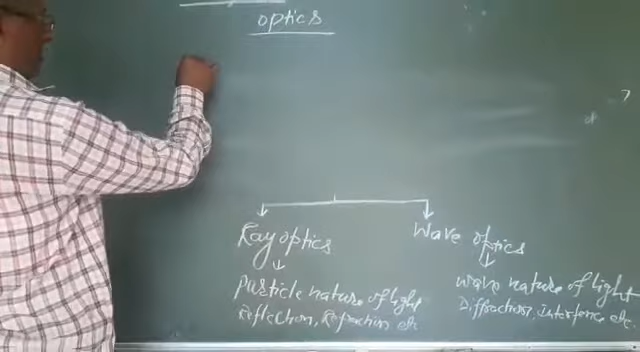 optics
Ray optics
Wave optics
Particle nature of light
Reflection, Refraction etc
wave nature of light
Diffraction, Interference etc.